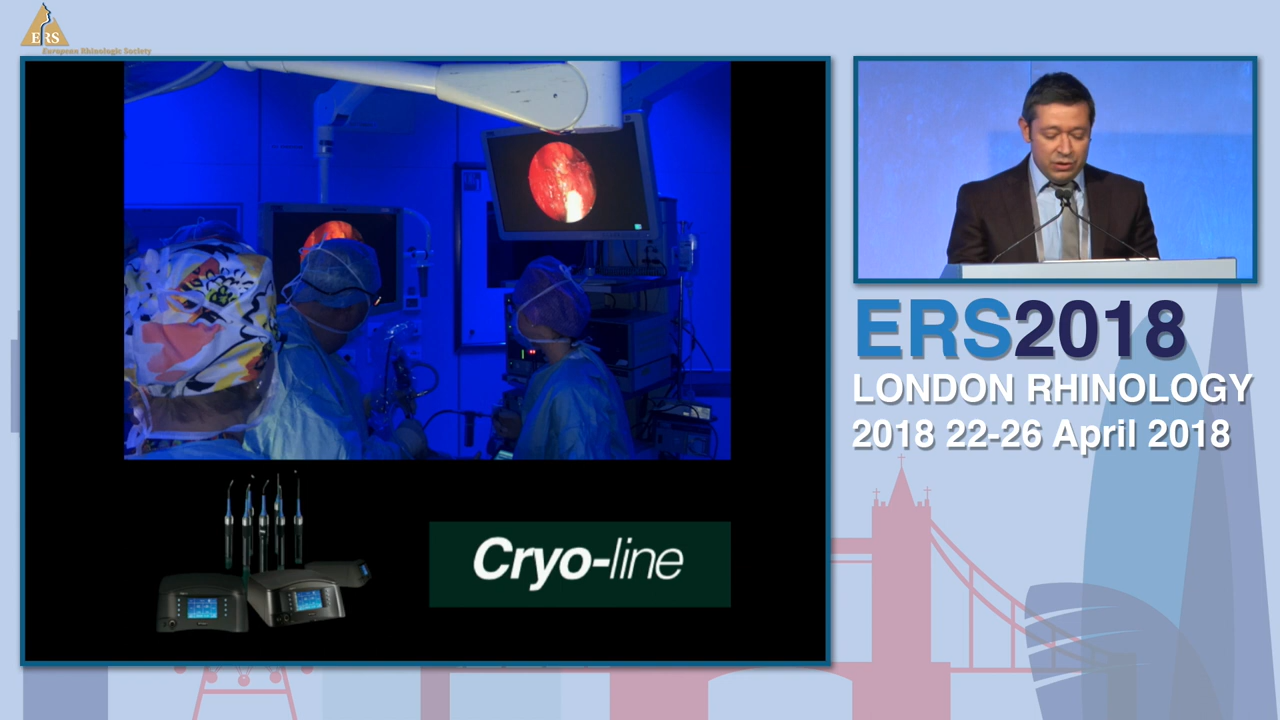 ERS
European Rhinologic Society
Cryo-line
ERS2018
LONDON RHINOLOGY
2018 22-26 April 2018